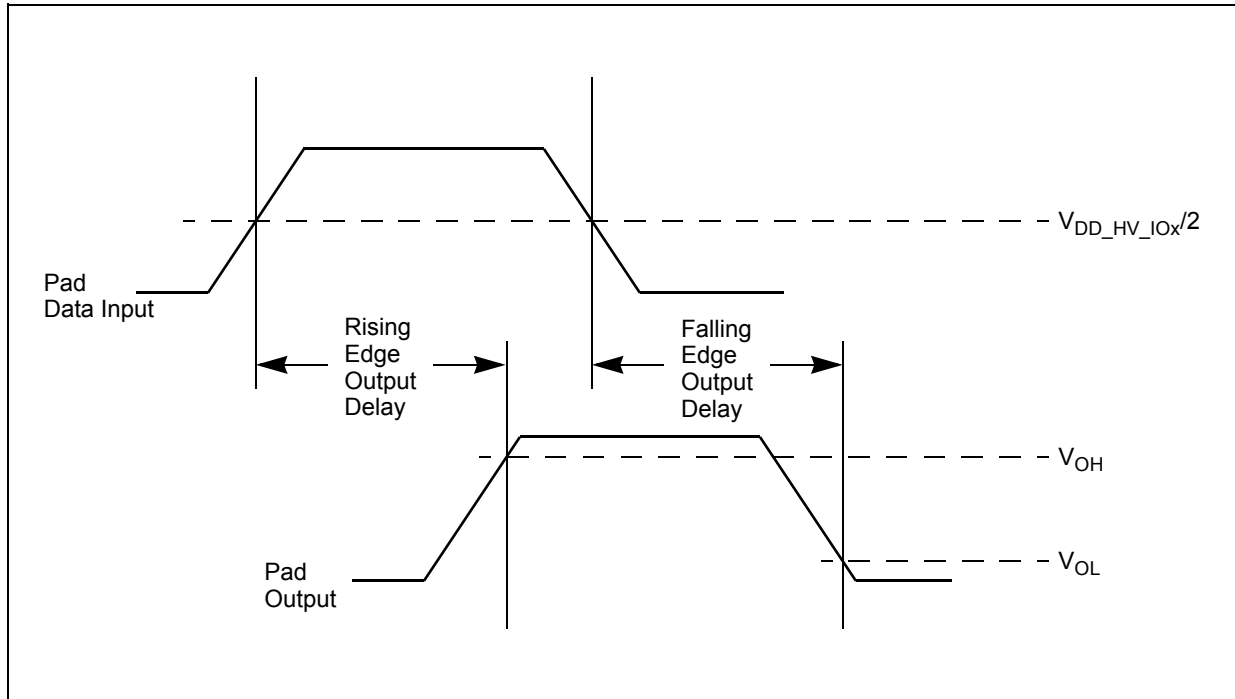 V_DD_HV_IOx/2
Pad
Data Input
Rising
Edge
Output
Delay
Falling
Edge
Output
Delay
V_OH
V_OL
Pad
Output